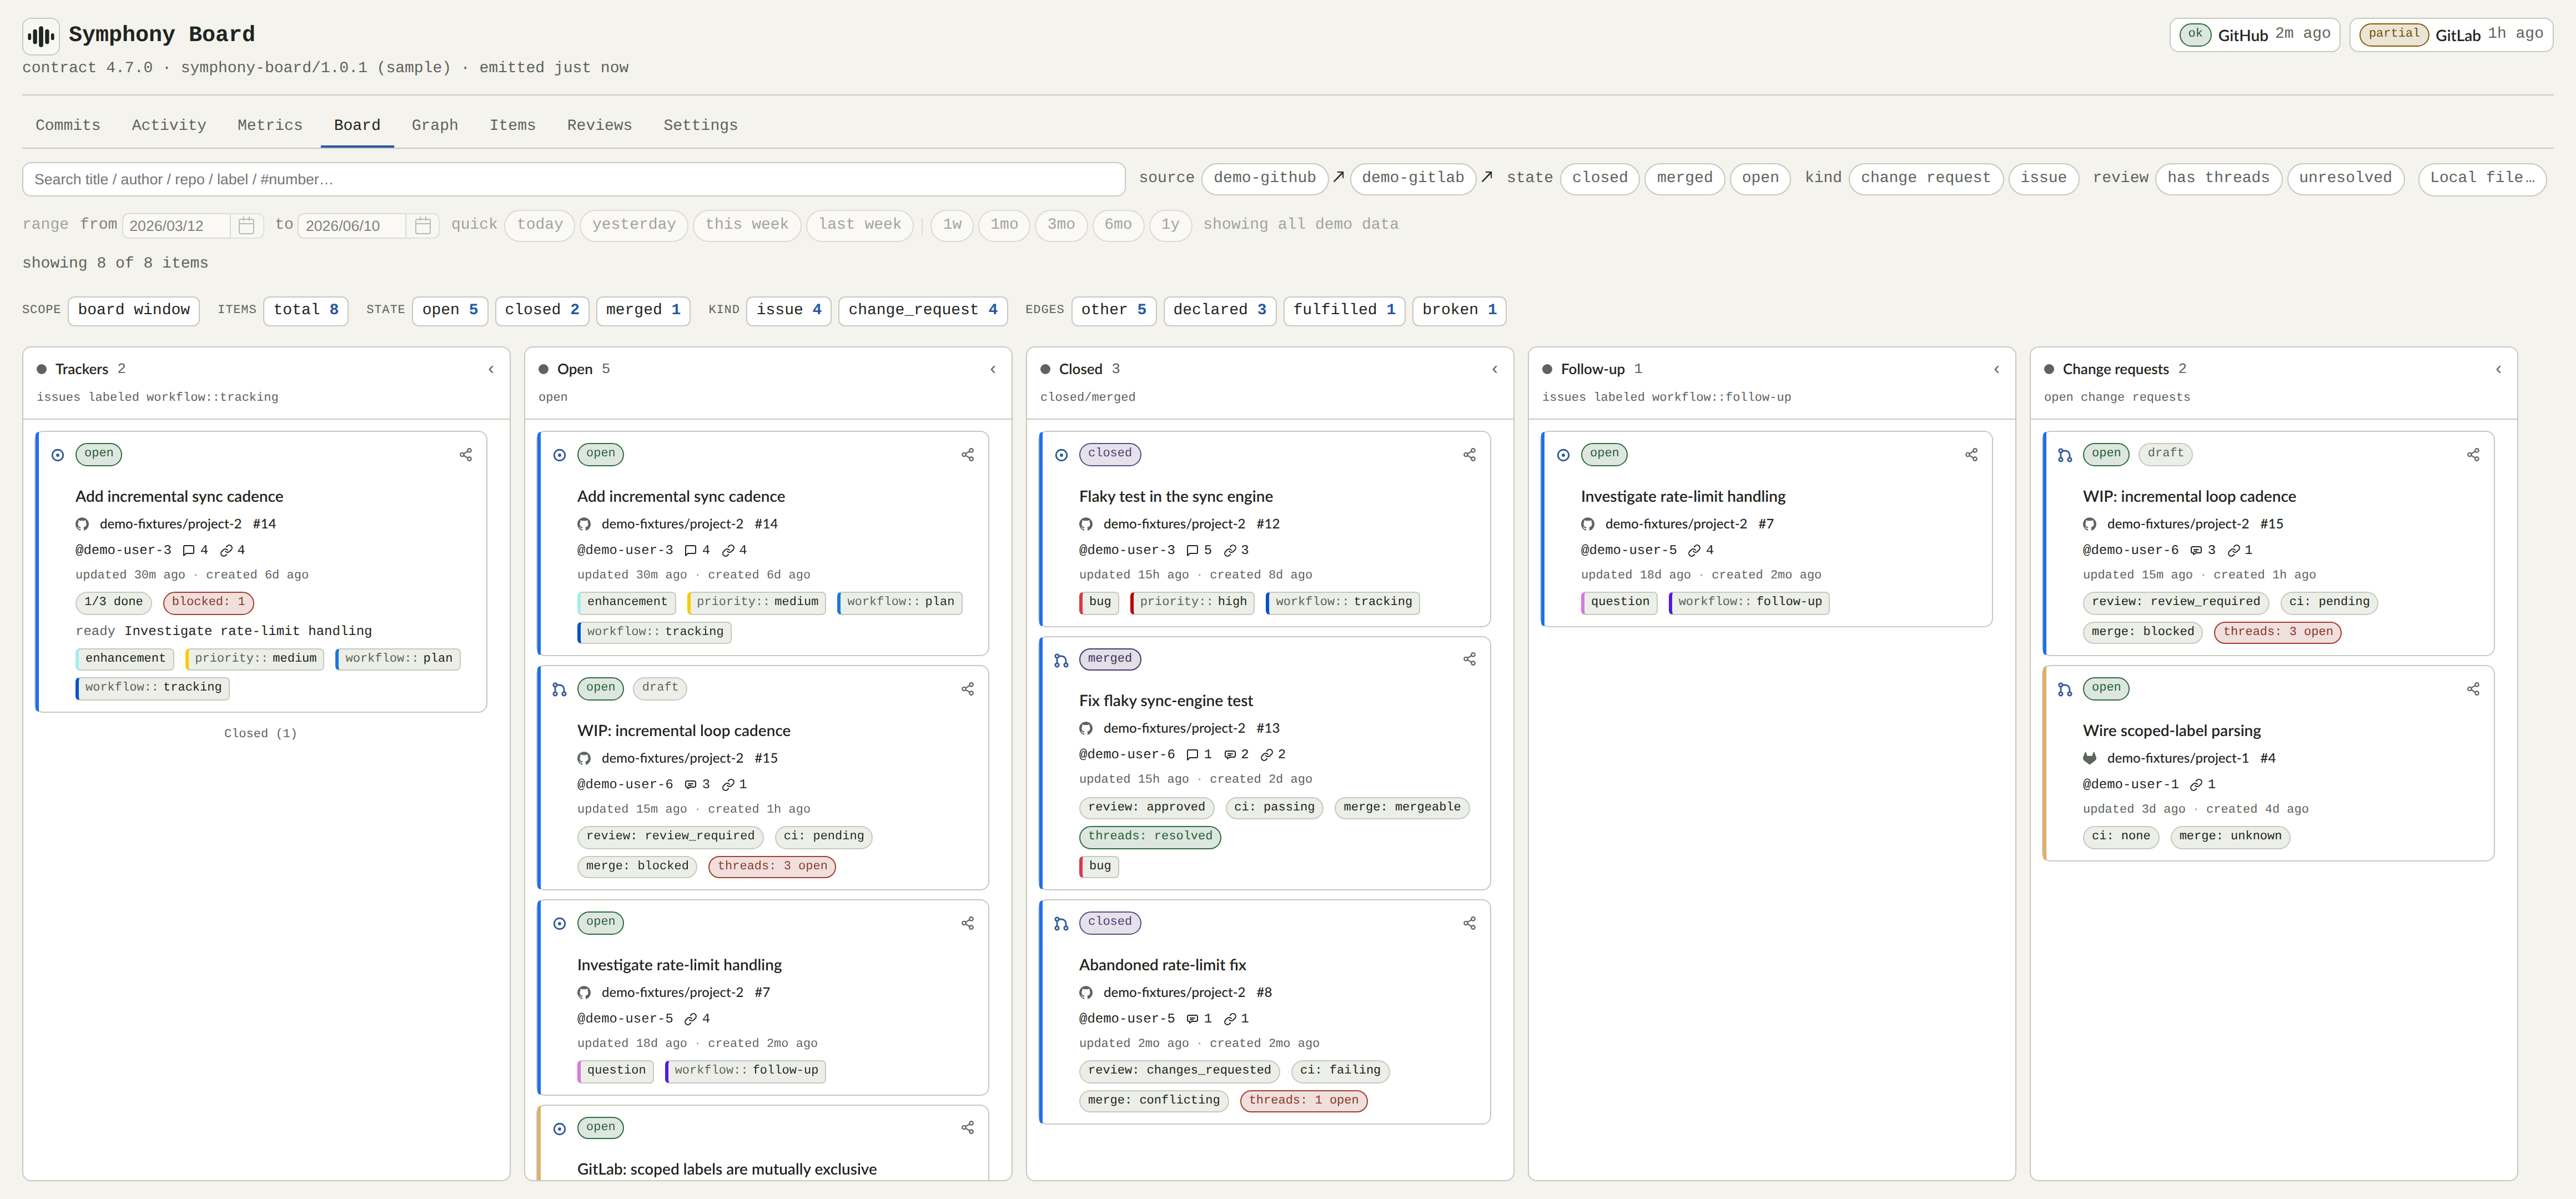 Symphony Board
ok GitHub 2m ago partial GitLab 1h ago
contract 4.7.0 · symphony-board/1.0.1 (sample) · emitted just now
Commits Activity Metrics Board Graph Items Reviews Settings
Search title / author / repo / label / #number… source demo-github ↗ demo-gitlab ↗ state closed merged open kind change request issue review has threads unresolved Local file…
range from 2026/03/12 to 2026/06/10 quick today yesterday this week last week 1w 1mo 3mo 6mo 1y showing all demo data
showing 8 of 8 items
SCOPE board window ITEMS total 8 STATE open 5 closed 2 merged 1 KIND issue 4 change_request 4 EDGES other 5 declared 3 fulfilled 1 broken 1
Trackers 2
issues labeled workflow::tracking
open
Add incremental sync cadence
demo-fixtures/project-2 #14
@demo-user-3 4 4
updated 30m ago · created 6d ago
1/3 done blocked: 1
ready Investigate rate-limit handling
enhancement priority:: medium workflow:: plan
workflow:: tracking
Closed (1)
Open 5
open
open
Add incremental sync cadence
demo-fixtures/project-2 #14
@demo-user-3 4 4
updated 30m ago · created 6d ago
enhancement priority:: medium workflow:: plan
workflow:: tracking
open draft
WIP: incremental loop cadence
demo-fixtures/project-2 #15
@demo-user-6 3 1
updated 15m ago · created 1h ago
review: review_required ci: pending
merge: blocked threads: 3 open
open
Investigate rate-limit handling
demo-fixtures/project-2 #7
@demo-user-5 4
updated 18d ago · created 2mo ago
question workflow:: follow-up
open
GitLab: scoped labels are mutually exclusive
Closed 3
closed/merged
closed
Flaky test in the sync engine
demo-fixtures/project-2 #12
@demo-user-3 5 3
updated 15h ago · created 8d ago
bug priority:: high workflow:: tracking
merged
Fix flaky sync-engine test
demo-fixtures/project-2 #13
@demo-user-6 1 2 2
updated 15h ago · created 2d ago
review: approved ci: passing merge: mergeable
threads: resolved
bug
closed
Abandoned rate-limit fix
demo-fixtures/project-2 #8
@demo-user-5 1 1
updated 2mo ago · created 2mo ago
review: changes_requested ci: failing
merge: conflicting threads: 1 open
Follow-up 1
issues labeled workflow::follow-up
open
Investigate rate-limit handling
demo-fixtures/project-2 #7
@demo-user-5 4
updated 18d ago · created 2mo ago
question workflow:: follow-up
Change requests 2
open change requests
open draft
WIP: incremental loop cadence
demo-fixtures/project-2 #15
@demo-user-6 3 1
updated 15m ago · created 1h ago
review: review_required ci: pending
merge: blocked threads: 3 open
open
Wire scoped-label parsing
demo-fixtures/project-1 #4
@demo-user-1 1
updated 3d ago · created 4d ago
ci: none merge: unknown